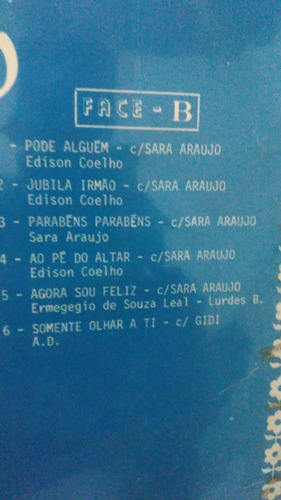 FACE - B
- PODE ALGUÉM - c/SARA ARAUJO
Edison Coelho
2 - JUBILA IRMÃO - c/SARA ARAUJO
Edison Coelho
3 - PARABÉNS PARABÉNS - c/SARA ARAUJO
Sara Araujo
4 - AO PÉ DO ALTAR - c/SARA ARAUJO
Edison Coelho
5 - AGORA SOU FELIZ - c/SARA ARAUJO
Ermegegio de Souza Leal - Lurdes B.
6 - SOMENTE OLHAR A TI - c/ GIDI
A.D.